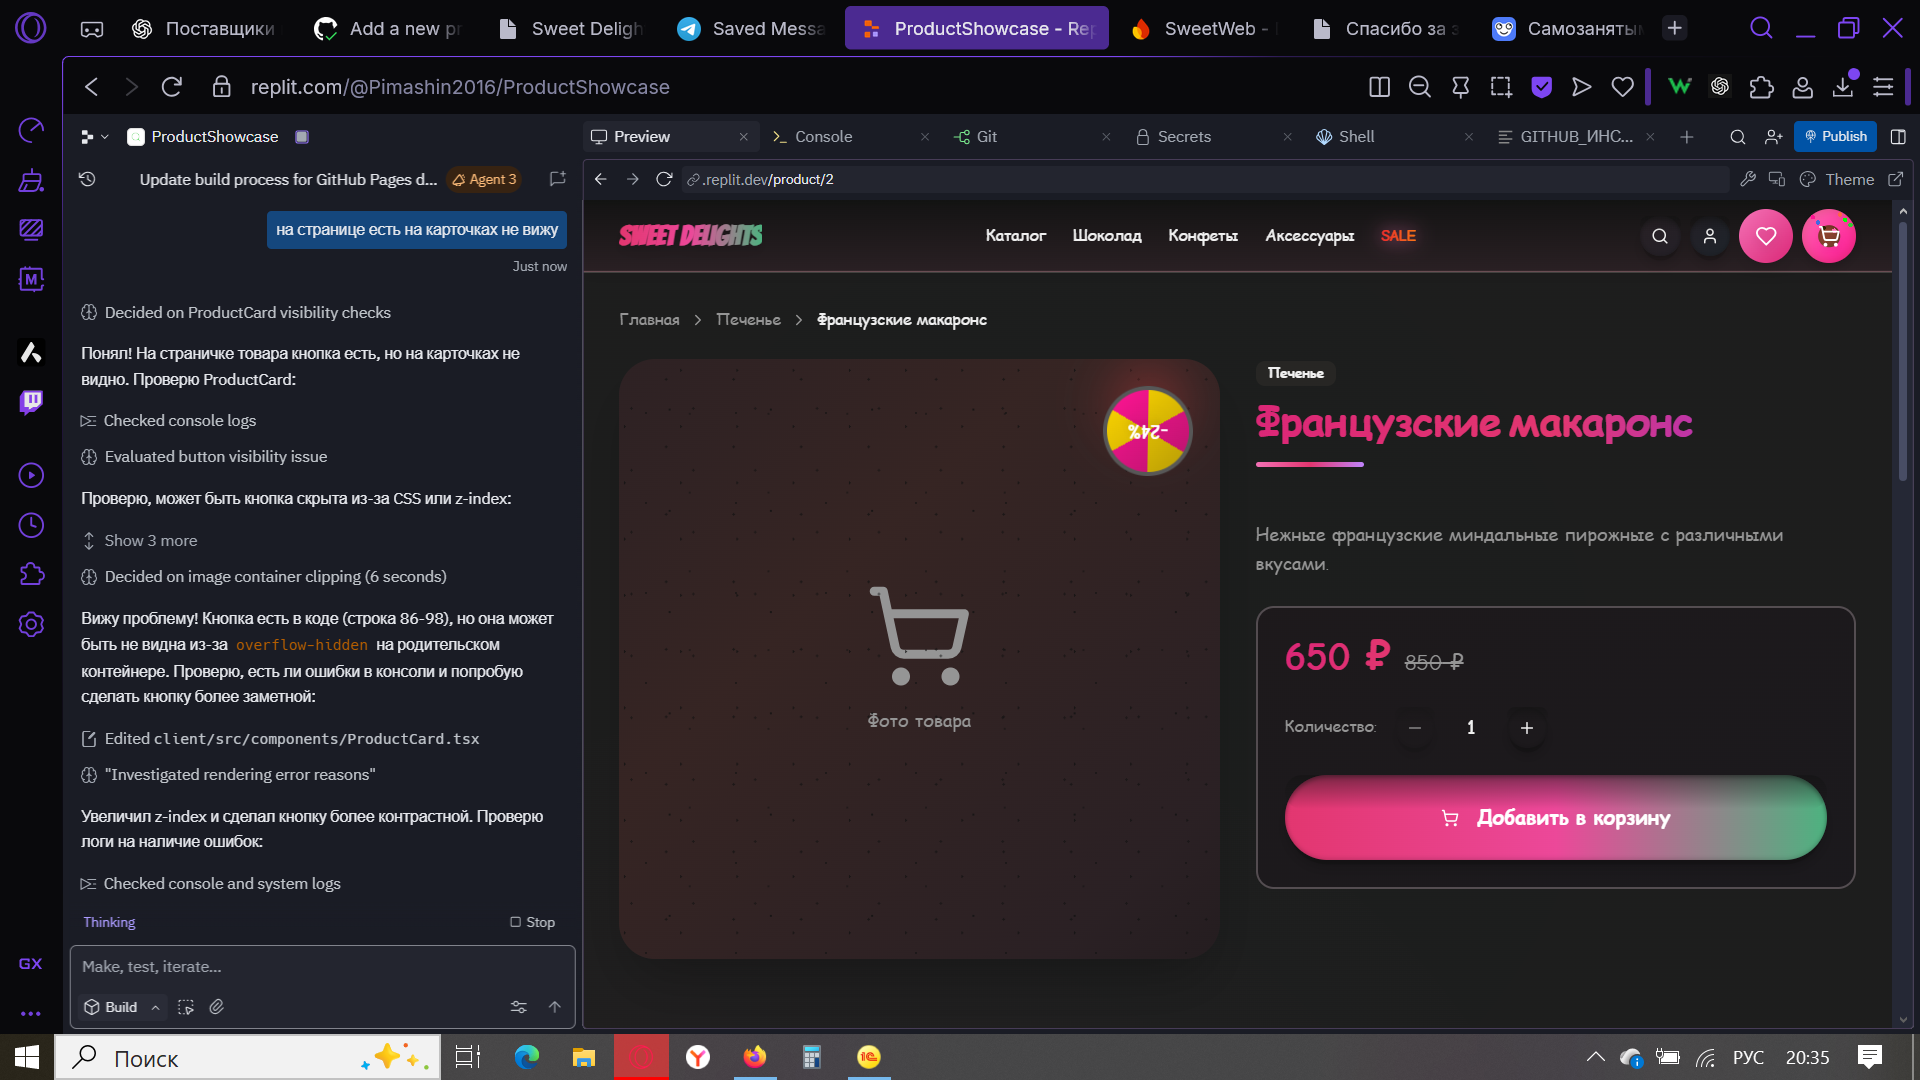 Поставщики
Add a new pr
Sweet Deligh
Saved Messa
ProductShowcase - Rep
SweetWeb -
Спасибо за з
Самозанятым
replit.com/@Pimashin2016/ProductShowcase
ProductShowcase
Preview
Console
Git
Secrets
Shell
GITHUB_ИНС...
Publish
Update build process for GitHub Pages d...
Agent 3
.replit.dev/product/2
Theme
на странице есть на карточках не вижу
Just now
Decided on ProductCard visibility checks
Понял! На страничке товара кнопка есть, но на карточках не
видно. Проверю ProductCard:
Checked console logs
Evaluated button visibility issue
Проверю, может быть кнопка скрыта из-за CSS или z-index:
Show 3 more
Decided on image container clipping (6 seconds)
Вижу проблему! Кнопка есть в коде (строка 86-98), но она может
быть не видна из-за overflow-hidden на родительском
контейнере. Проверю, есть ли ошибки в консоли и попробую
сделать кнопку более заметной:
Edited client/src/components/ProductCard.tsx
"Investigated rendering error reasons"
Увеличил z-index и сделал кнопку более контрастной. Проверю
логи на наличие ошибок:
Checked console and system logs
Thinking
Stop
Make, test, iterate...
Build
SWEET DELIGHTS
Каталог
Шоколад
Конфеты
Аксессуары
SALE
Главная
Печенье
Французские макаронс
-24%
Фото товара
Печенье
Французские макаронс
Нежные французские миндальные пирожные с различными
вкусами.
650 ₽ 850 ₽
Количество:
1
Добавить в корзину
GX
Поиск
РУС
20:35